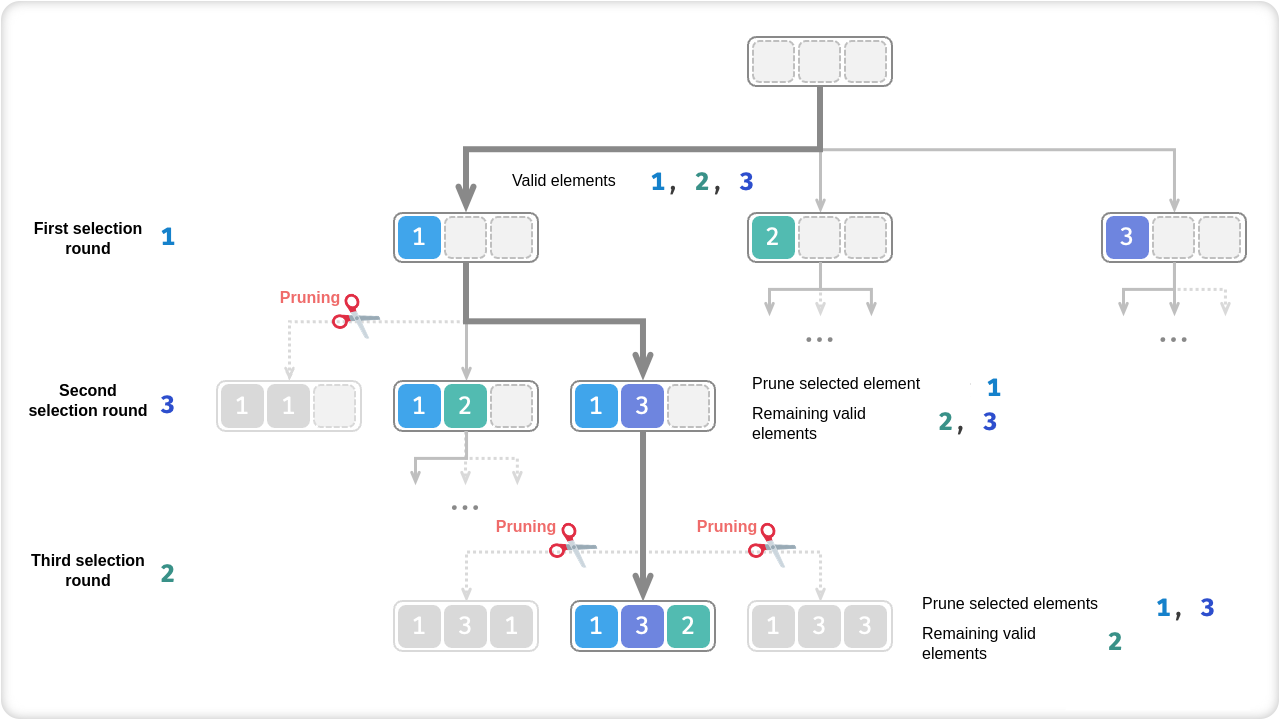 Valid elements 1, 2, 3
First selection
round 1
1
2
3
Pruning
...
...
Second
selection round 3
1 1
1 2
1 3
Prune selected element 1
Remaining valid
elements 2, 3
...
Pruning
Pruning
Third selection
round 2
1 3 1
1 3 2
1 3 3
Prune selected elements 1, 3
Remaining valid
elements 2